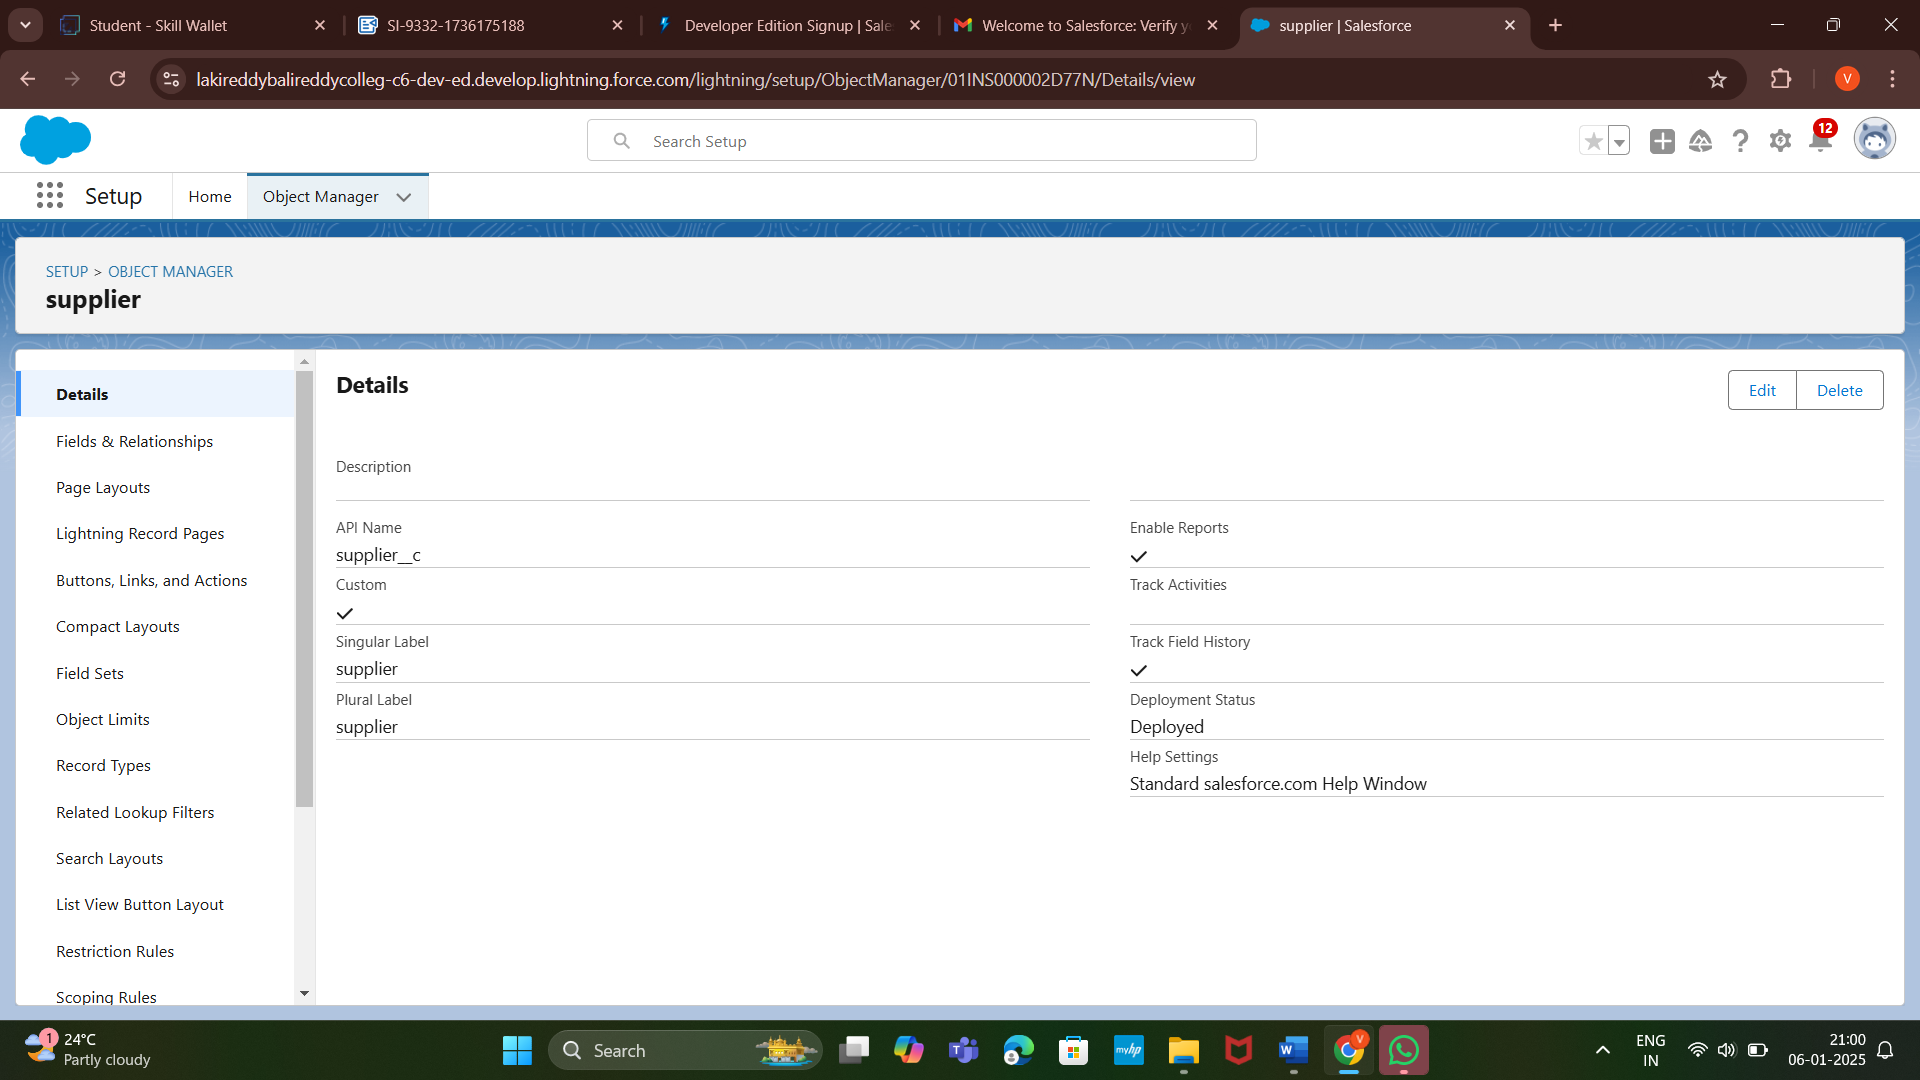 Student - Skill Wallet
SI-9332-1736175188
Developer Edition Signup | Sale
Welcome to Salesforce: Verify y
supplier | Salesforce
lakireddybalireddycolleg-c6-dev-ed.develop.lightning.force.com/lightning/setup/ObjectManager/01INS000002D77N/Details/view
V
Search Setup
12
Setup
Home
Object Manager
SETUP > OBJECT MANAGER
supplier
Details
Fields & Relationships
Page Layouts
Lightning Record Pages
Buttons, Links, and Actions
Compact Layouts
Field Sets
Object Limits
Record Types
Related Lookup Filters
Search Layouts
List View Button Layout
Restriction Rules
Scoping Rules
Details
Edit
Delete
Description
API Name
supplier__c
Custom
Singular Label
supplier
Plural Label
supplier
Enable Reports
Track Activities
Track Field History
Deployment Status
Deployed
Help Settings
Standard salesforce.com Help Window
1
24°C
Partly cloudy
Search
T
myhp
W
V
ENG
IN
21:00
06-01-2025